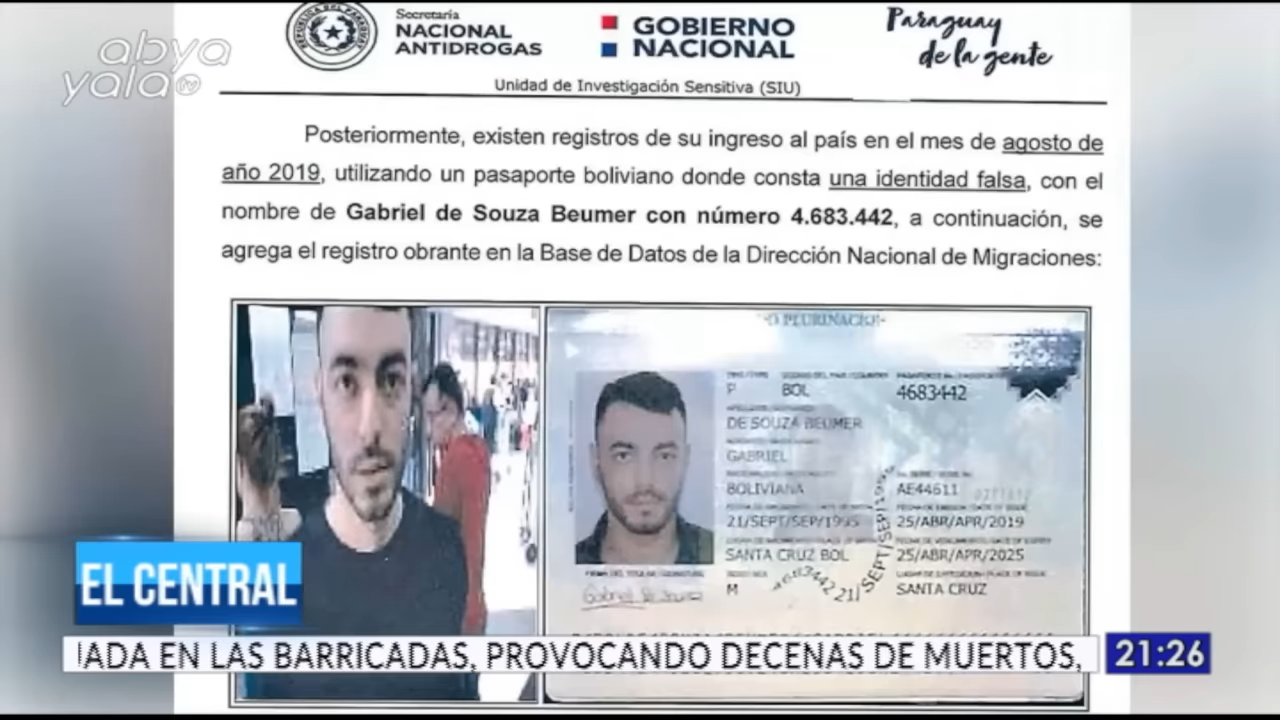 abya
yala tv
Secretaría
NACIONAL
ANTIDROGAS
GOBIERNO
NACIONAL
Paraguay
de la gente
Unidad de Investigación Sensitiva (SIU)
Posteriormente, existen registros de su ingreso al país en el mes de agosto de
año 2019, utilizando un pasaporte boliviano donde consta una identidad falsa, con el
nombre de Gabriel de Souza Beumer con número 4.683.442, a continuación, se
agrega el registro obrante en la Base de Datos de la Dirección Nacional de Migraciones:
P BOL 4683442
DE SOUZA BEUMER
GABRIEL
BOLIVIANA AE44611
21/SEPT/SEP/1995 25/ABR/APR/2019
SANTA CRUZ BOL 25/ABR/APR/2025
M SANTA CRUZ
4683442 21/SEPT/SEP/1995
EL CENTRAL
IADA EN LAS BARRICADAS, PROVOCANDO DECENAS DE MUERTOS,
21:26